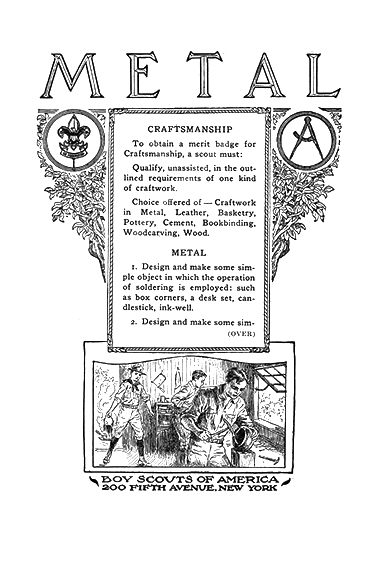 METAL
CRAFTSMANSHIP
To obtain a merit badge for
Craftsmanship, a scout must:
Qualify, unassisted, in the out-
lined requirements of one kind
of craftwork.
Choice offered of — Craftwork
in Metal, Leather, Basketry,
Pottery, Cement, Bookbinding,
Woodcarving, Wood.
METAL
1. Design and make some sim-
ple object in which the operation
of soldering is employed: such
as box corners, a desk set, can-
dlestick, ink-well.
2. Design and make some sim-
(OVER)
BOY SCOUTS OF AMERICA
200 FIFTH AVENUE, NEW YORK